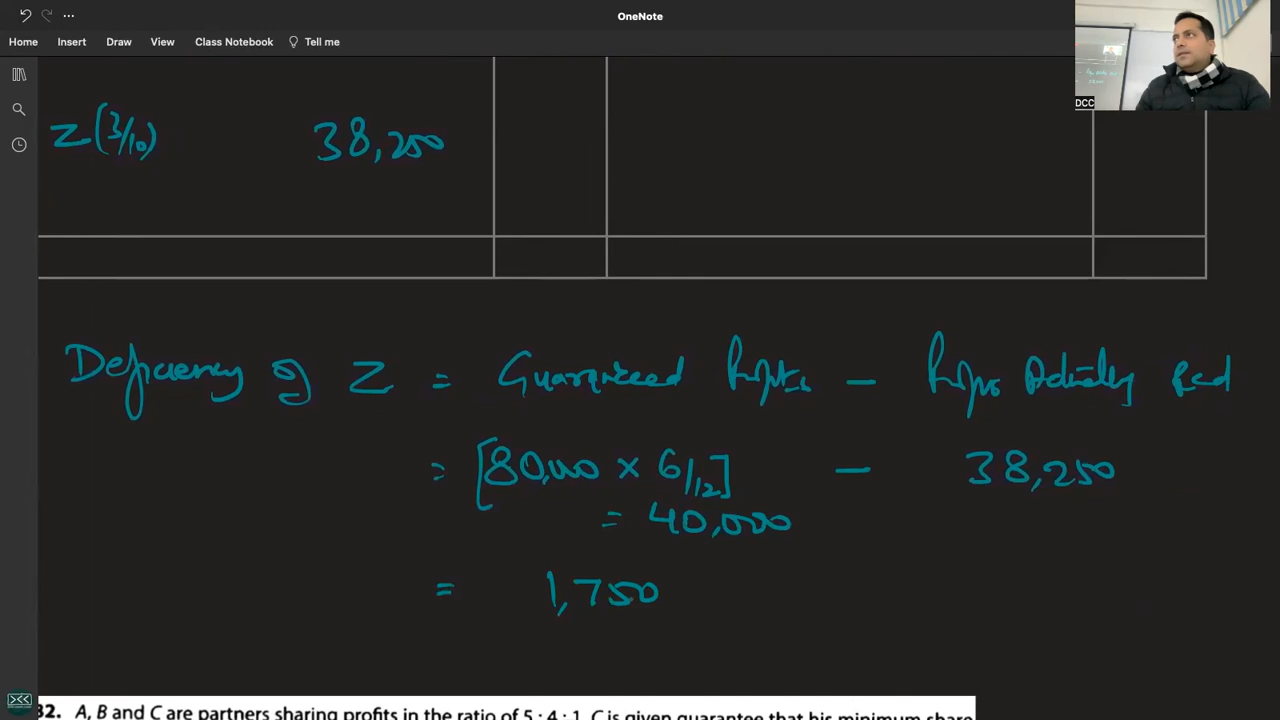 OneNote
Home Insert Draw View Class Notebook Tell me
DCC
Z (3/10) 38,250
Deficiency of Z = Guaranteed Profits - Profits Actually
= [80,000 × 6/12] - 38,250
= 40,000
= 1,750
32. A, B and C are partners sharing profits in the ratio of 5 : 4 : 1. C is given guarantee that his minimum share